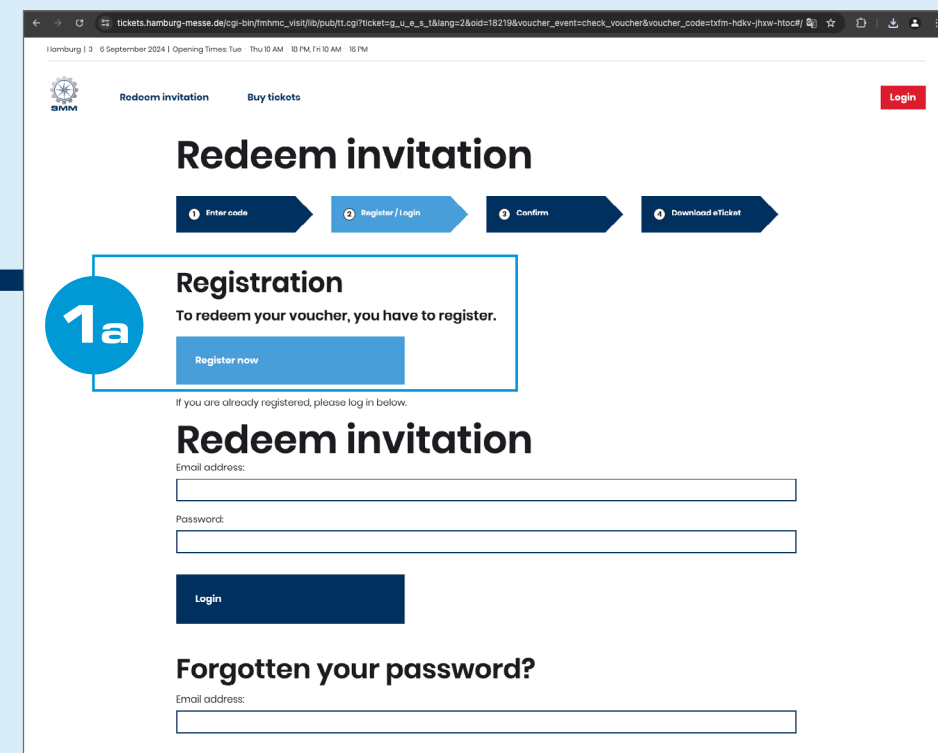 tickets.hamburg-messe.de/cgi-bin/fmhmc_visit/lib/pub/tt.cgi?ticket=g_u_e_s_t&lang=2&oid=18219&voucher_event=check_voucher&voucher_code=txfm-hdkv-jhxw-htoc#/
Hamburg | 3 6 September 2024 | Opening Times: Tue Thu 10 AM 18 PM, Fri 10 AM 16 PM
SMM
Redeem invitation
Buy tickets
Login
Redeem invitation
1 Enter code
2 Register / Login
3 Confirm
4 Download eTicket
1a
Registration
To redeem your voucher, you have to register.
Register now
If you are already registered, please log in below.
Redeem invitation
Email address:
Password:
Login
Forgotten your password?
Email address: